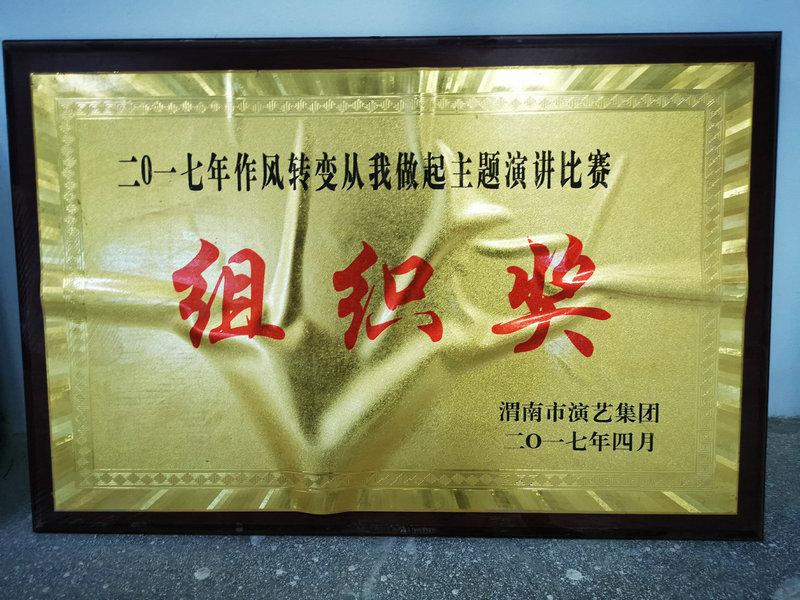 二0一七年作风转变从我做起主题演讲比赛
组织奖
渭南市演艺集团
二O一七年四月